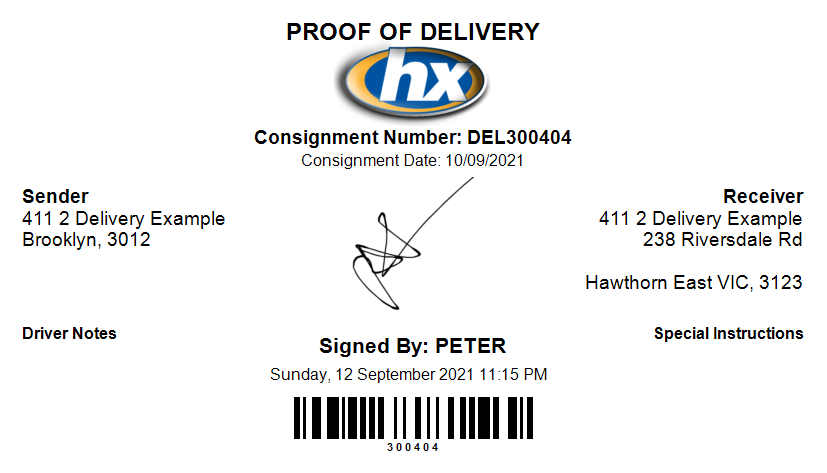 PROOF OF DELIVERY
hx
Consignment Number: DEL300404
Consignment Date: 10/09/2021
Sender
411 2 Delivery Example
Brooklyn, 3012
Receiver
411 2 Delivery Example
238 Riversdale Rd
Hawthorn East VIC, 3123
Driver Notes
Special Instructions
Signed By: PETER
Sunday, 12 September 2021 11:15 PM
300404